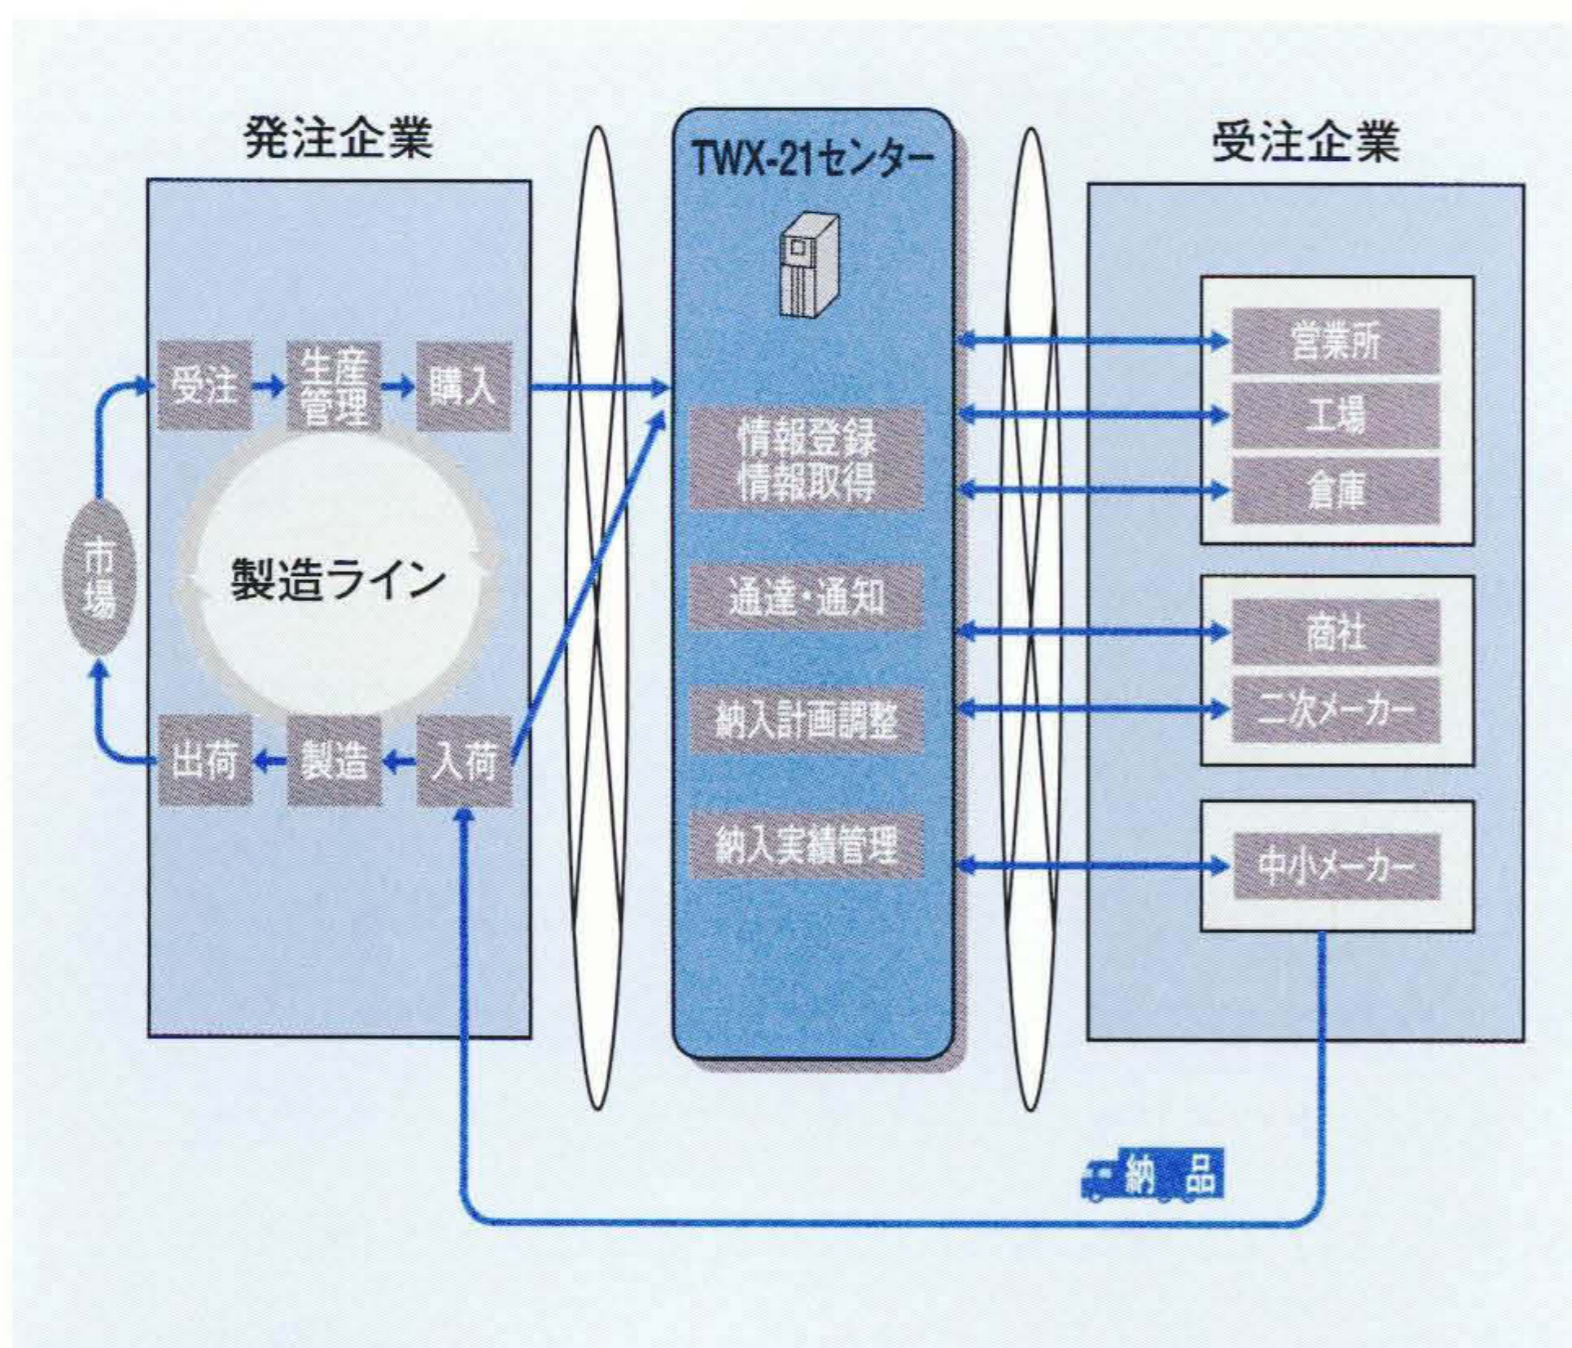 発注企業
受注
生産
管理
購入
市場
製造ライン
出荷
製造
入荷
TWX-21センター
情報登録
情報取得
通達・通知
納入計画調整
納入実績管理
受注企業
営業所
工場
倉庫
商社
二次メーカー
中小メーカー
納品